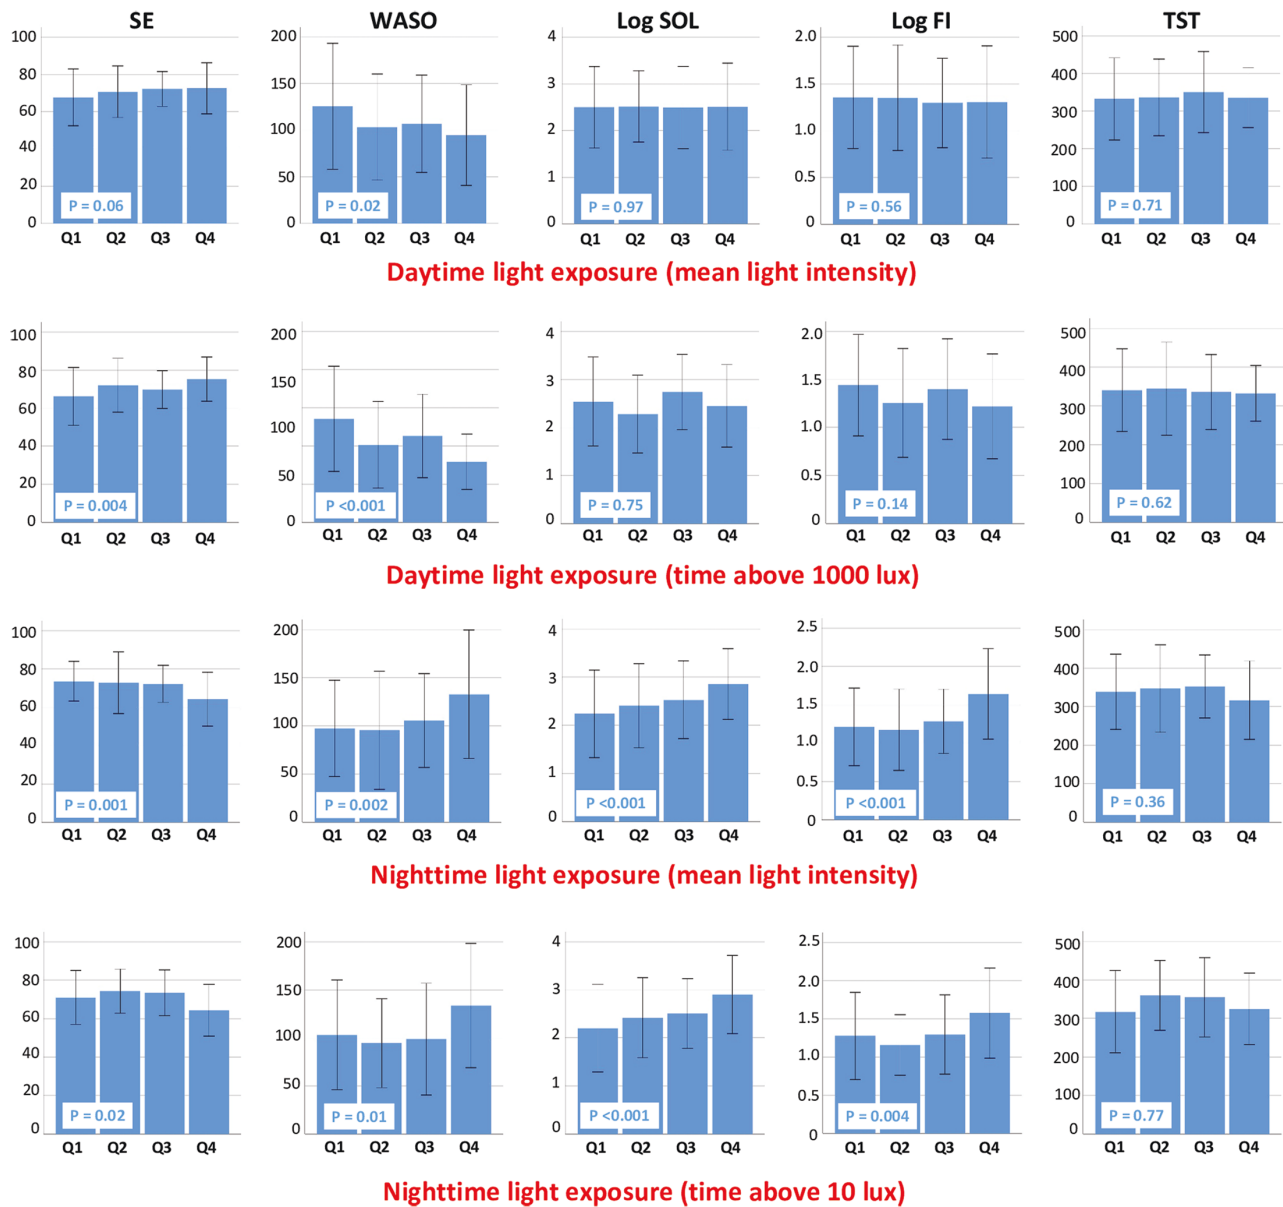 SE WASO Log SOL Log FI TST
100 200 4 2.0 500
80 150 3 1.5 400
60 100 2 1.0 300
40 50 1 0.5 200
20 0 0 0 100
0 0
P = 0.06 P = 0.02 P = 0.97 P = 0.56 P = 0.71
Q1 Q2 Q3 Q4 Q1 Q2 Q3 Q4 Q1 Q2 Q3 Q4 Q1 Q2 Q3 Q4 Q1 Q2 Q3 Q4
Daytime light exposure (mean light intensity)
100 200 4 2.0 500
80 150 3 1.5 400
60 100 2 1.0 300
40 50 1 0.5 200
20 0 0 0 100
0 0
P = 0.004 P <0.001 P = 0.75 P = 0.14 P = 0.62
Q1 Q2 Q3 Q4 Q1 Q2 Q3 Q4 Q1 Q2 Q3 Q4 Q1 Q2 Q3 Q4 Q1 Q2 Q3 Q4
Daytime light exposure (time above 1000 lux)
100 200 4 2.5 500
80 150 3 2.0 400
60 100 2 1.5 300
40 50 1 1.0 200
20 0 0 0.5 100
0 0 0
P = 0.001 P = 0.002 P <0.001 P <0.001 P = 0.36
Q1 Q2 Q3 Q4 Q1 Q2 Q3 Q4 Q1 Q2 Q3 Q4 Q1 Q2 Q3 Q4 Q1 Q2 Q3 Q4
Nighttime light exposure (mean light intensity)
100 200 4 2.5 500
80 150 3 2.0 400
60 100 2 1.5 300
40 50 1 1.0 200
20 0 0 0.5 100
0 0 0
P = 0.02 P = 0.01 P <0.001 P = 0.004 P = 0.77
Q1 Q2 Q3 Q4 Q1 Q2 Q3 Q4 Q1 Q2 Q3 Q4 Q1 Q2 Q3 Q4 Q1 Q2 Q3 Q4
Nighttime light exposure (time above 10 lux)